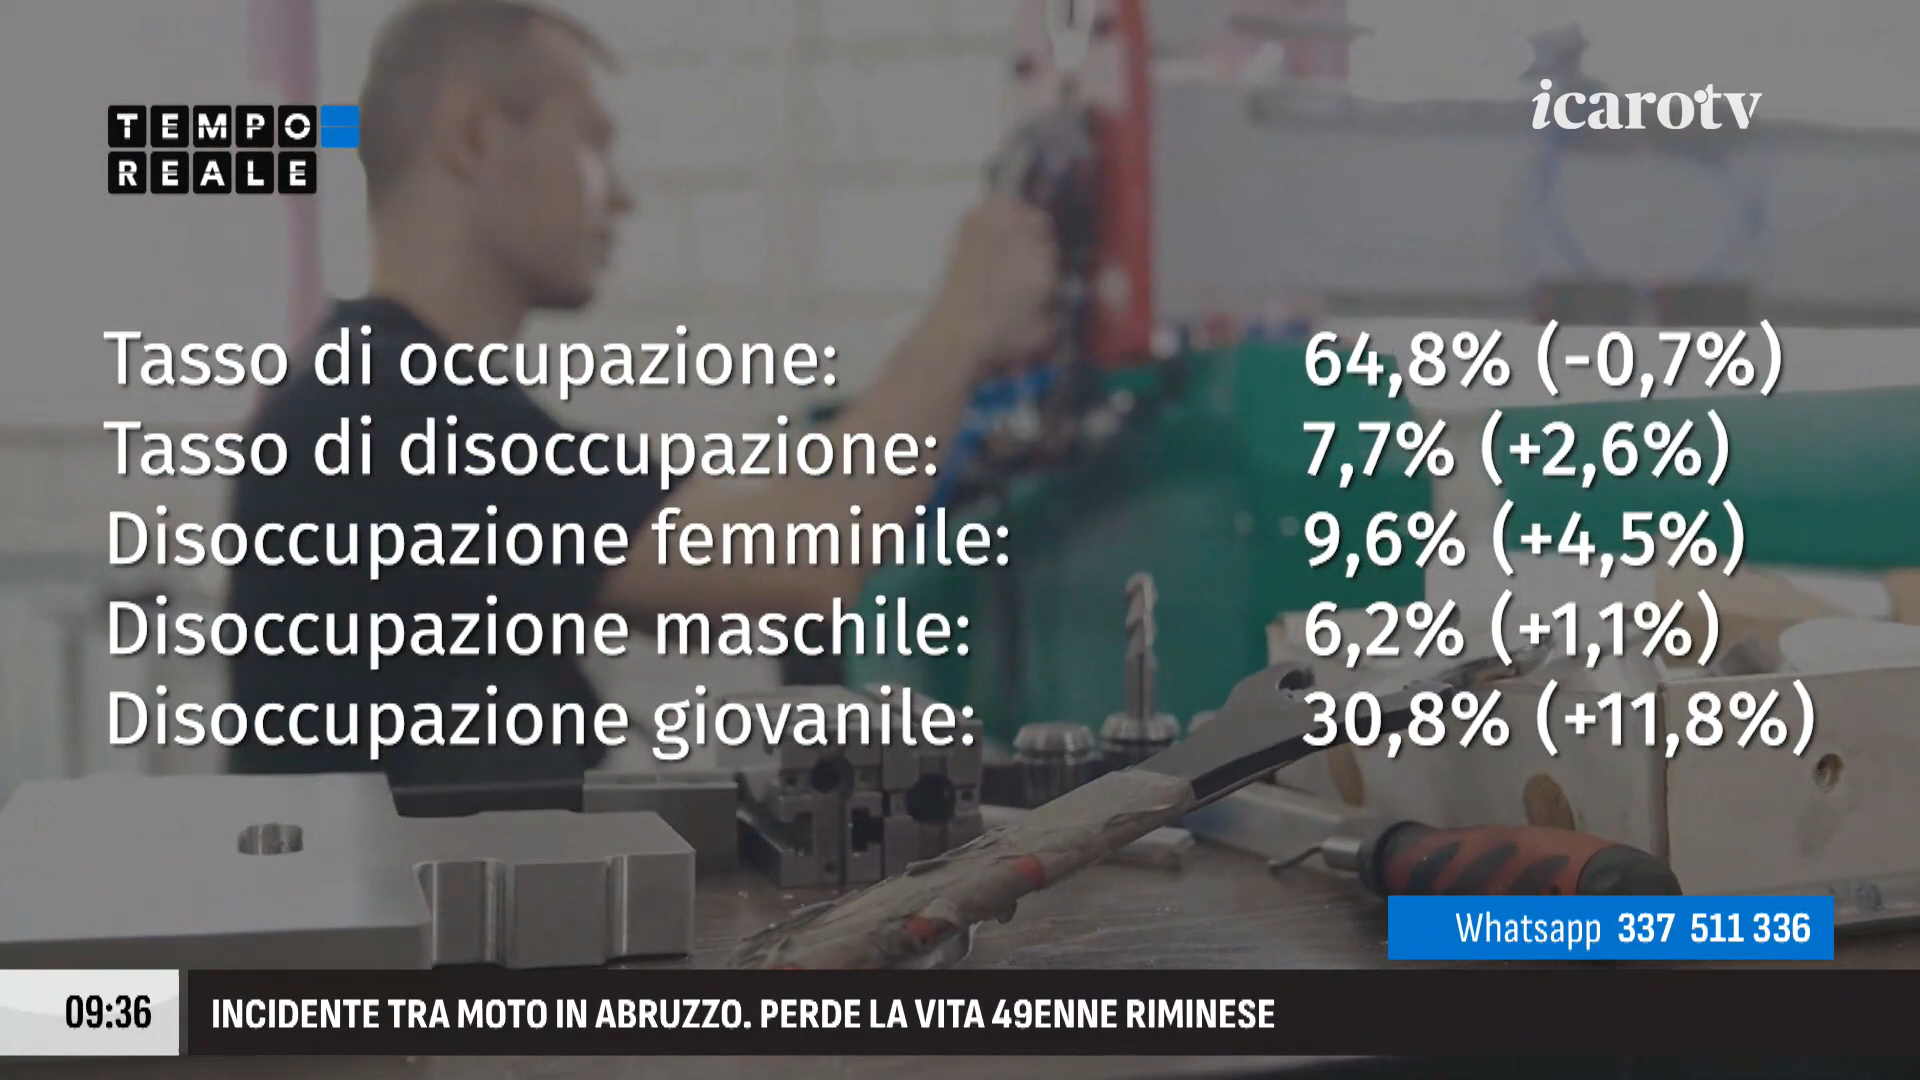 TEMPO
REALE
icarotv
Tasso di occupazione: 64,8% (-0,7%)
Tasso di disoccupazione: 7,7% (+2,6%)
Disoccupazione femminile: 9,6% (+4,5%)
Disoccupazione maschile: 6,2% (+1,1%)
Disoccupazione giovanile: 30,8% (+11,8%)
Whatsapp 337 511 336
09:36 INCIDENTE TRA MOTO IN ABRUZZO. PERDE LA VITA 49ENNE RIMINESE